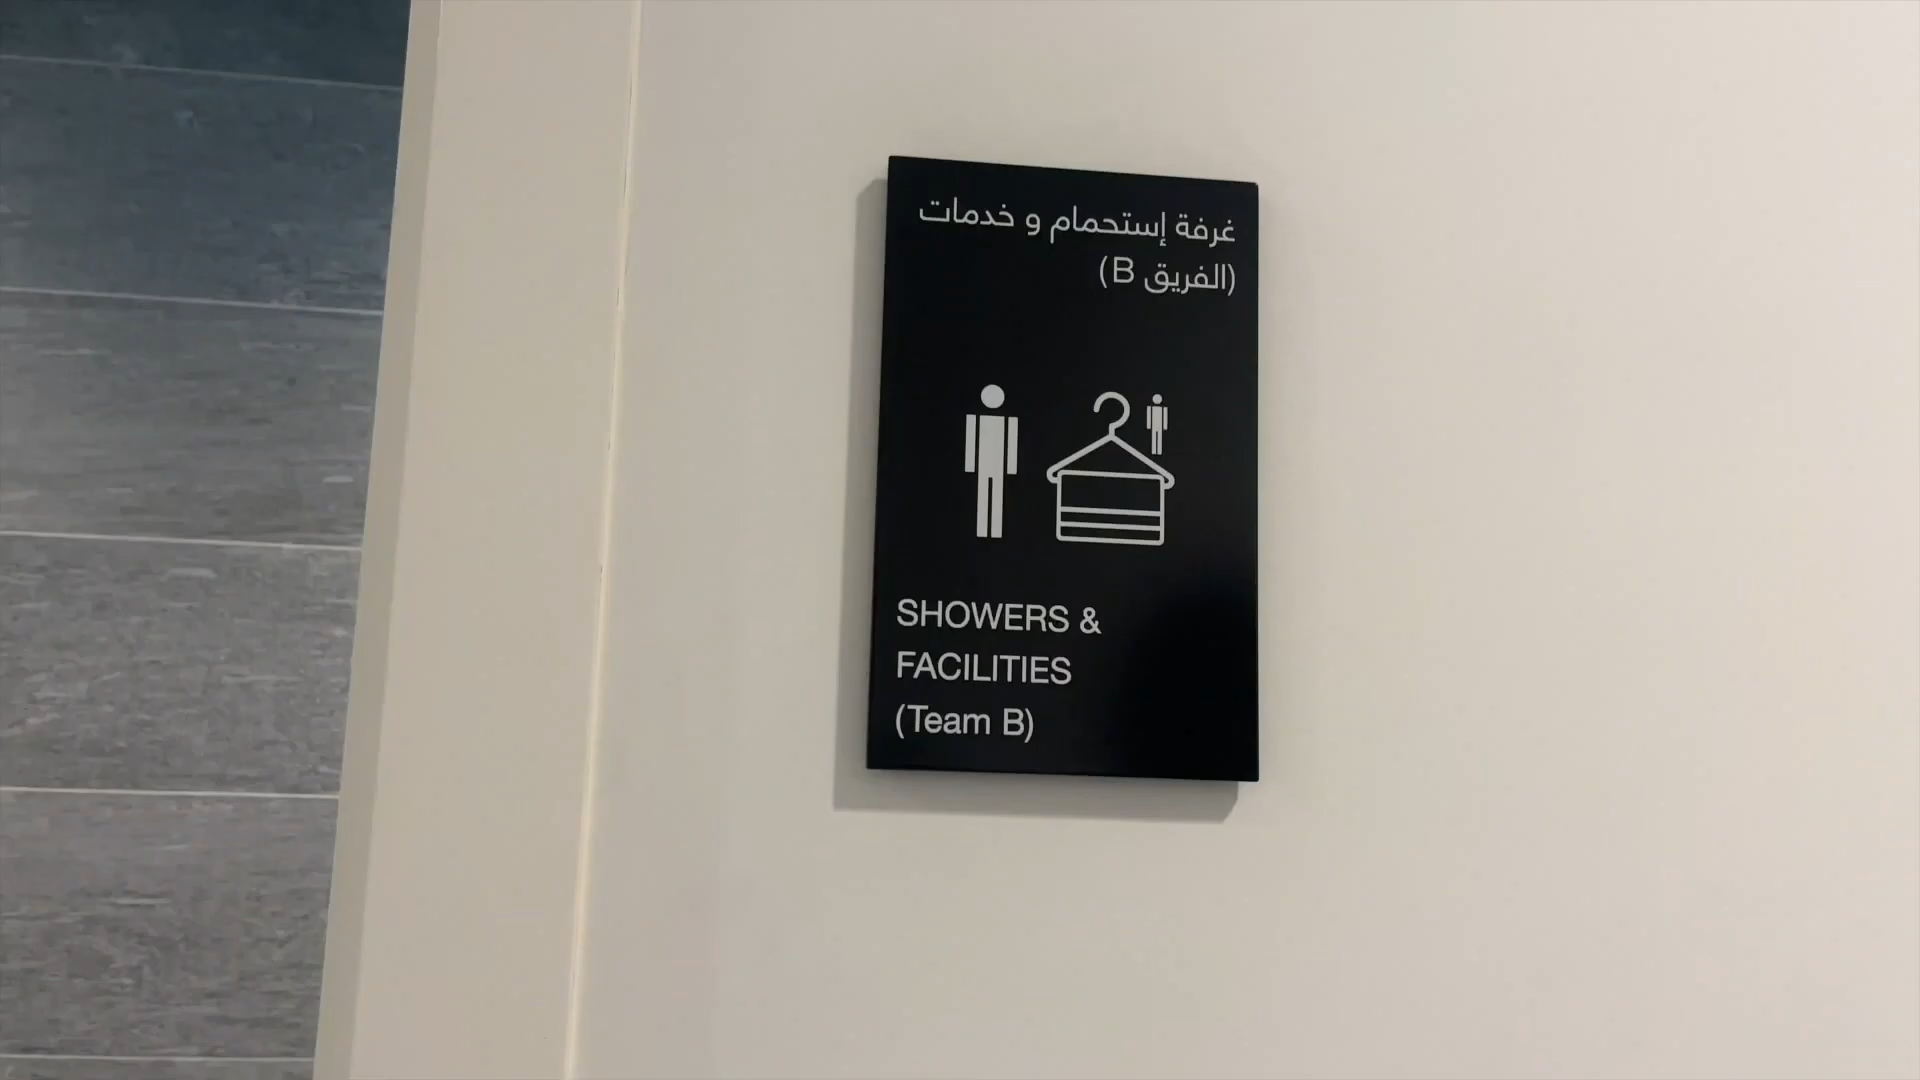 غرفة إستحمام و خدمات
(الفريق B)
SHOWERS &
FACILITIES
(Team B)